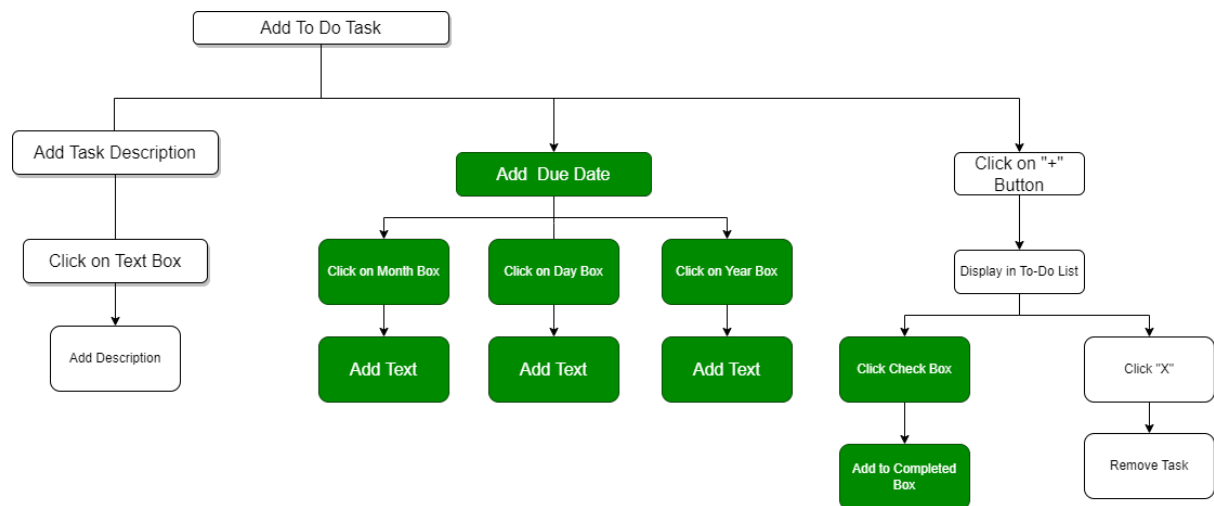 Add To Do Task
Add Task Description
Add  Due Date
Click on "+"
Button
Click on Text Box
Click on Month Box
Click on Day Box
Click on Year Box
Display in To-Do List
Add Description
Add Text
Add Text
Add Text
Click Check Box
Click "X"
Add to Completed
Box
Remove Task